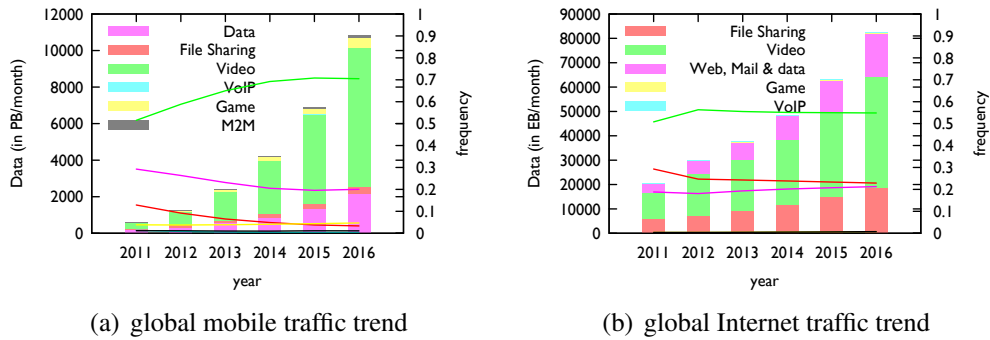 12000
10000
8000
6000
4000
2000
0
Data (in PB/month)
Data
File Sharing
Video
VoIP
Game
M2M
1
0.9
0.8
0.7
0.6
0.5
0.4
0.3
0.2
0.1
0
frequency
2011 2012 2013 2014 2015 2016
year
(a) global mobile traffic trend
90000
80000
70000
60000
50000
40000
30000
20000
10000
0
Data (in EB/month)
File Sharing
Video
Web, Mail & data
Game
VoIP
1
0.9
0.8
0.7
0.6
0.5
0.4
0.3
0.2
0.1
0
frequency
2011 2012 2013 2014 2015 2016
year
(b) global Internet traffic trend